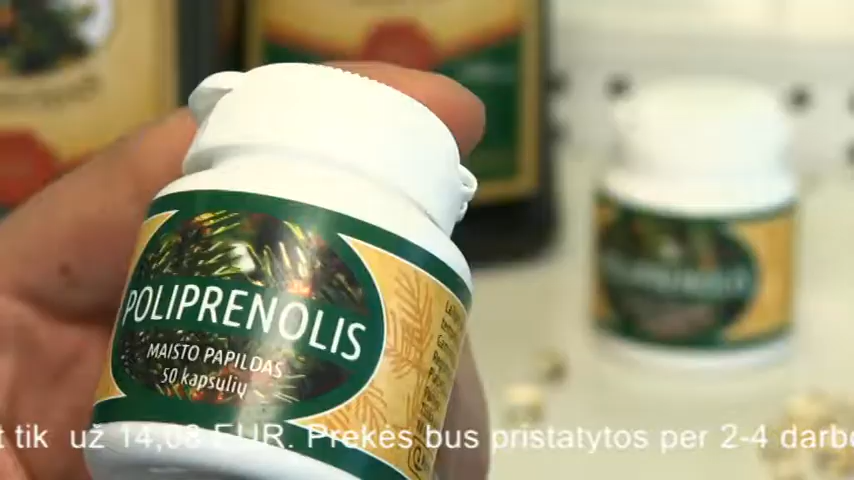 POLIPRENOLIS
MAISTO PAPILDAS
50 kapsulių
t tik už 14,08 EUR. Prekės bus pristatytos per 2-4 darbo